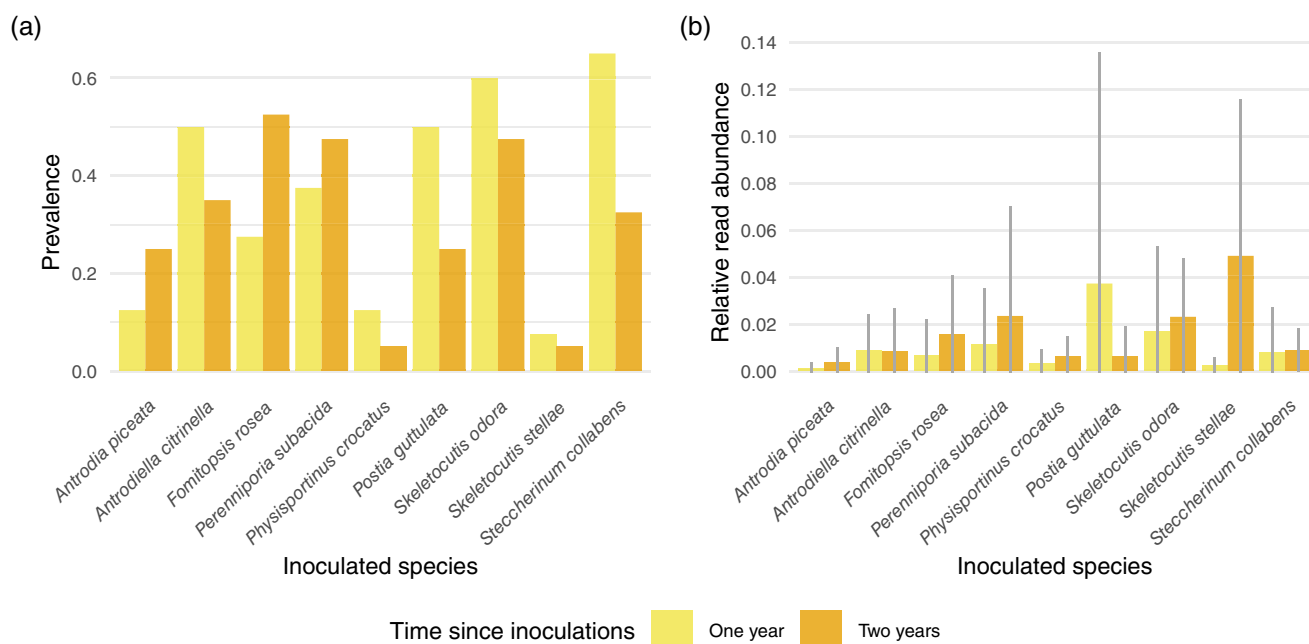 (a)
Prevalence
0.6
0.4
0.2
0.0
Antrodia piceata
Antrodiella citrinella
Fomitopsis rosea
Perenniporia subacida
Physisportinus crocatus
Postia guttulata
Skeletocutis odora
Skeletocutis stellae
Steccherinum collabens
Inoculated species
(b)
Relative read abundance
0.14
0.12
0.10
0.08
0.06
0.04
0.02
0.00
Antrodia piceata
Antrodiella citrinella
Fomitopsis rosea
Perenniporia subacida
Physisportinus crocatus
Postia guttulata
Skeletocutis odora
Skeletocutis stellae
Steccherinum collabens
Inoculated species
Time since inoculations One year Two years